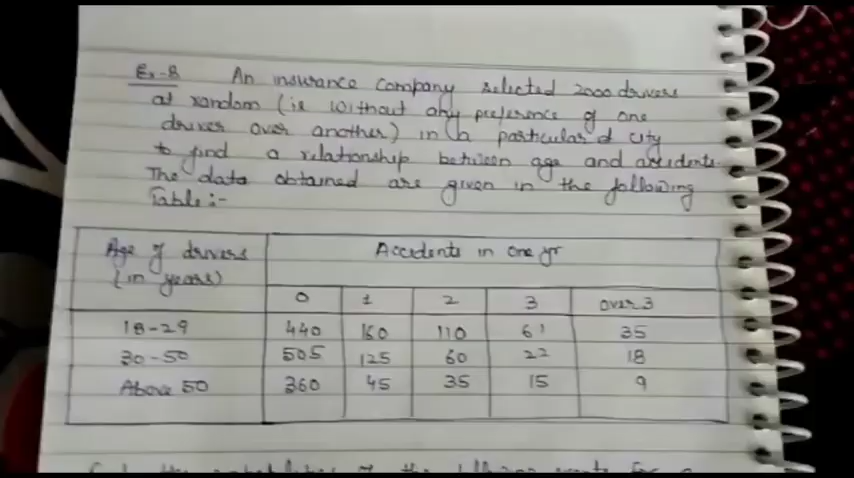 Ex-8 An insurance company selected 2000 drivers
at random (ie without any preference of one
driver over another) in a particular city
to find a relationship between age and accidents.
The data obtained are given in the following
Table :-
Age of drivers (in years) Accidents in one yr
0 1 2 3 over 3
18-29 440 160 110 61 35
30-50 505 125 60 22 18
Above 50 360 45 35 15 9
the of the